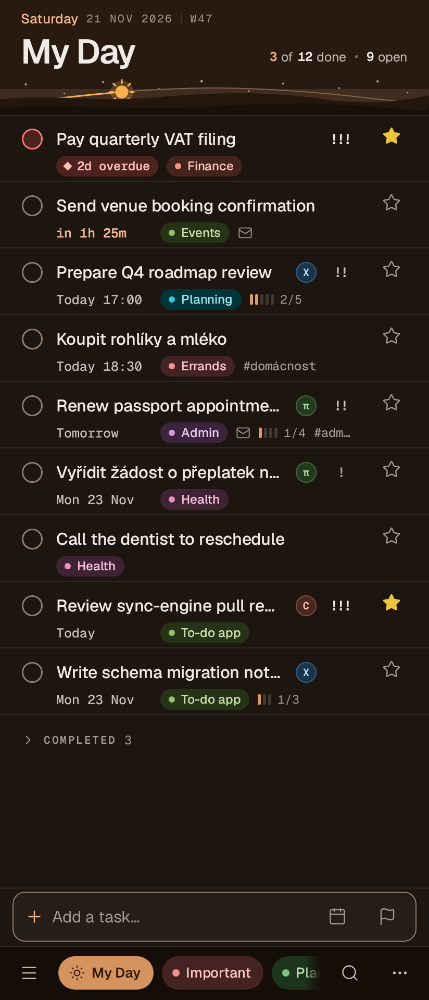 Saturday 21 NOV 2026 | W47
My Day
3 of 12 done • 9 open
Pay quarterly VAT filing !!!
2d overdue Finance
Send venue booking confirmation
in 1h 25m Events
Prepare Q4 roadmap review X !!
Today 17:00 Planning 2/5
Koupit rohlíky a mléko
Today 18:30 Errands #domácnost
Renew passport appointme… π !!
Tomorrow Admin 1/4 #adm…
Vyřídit žádost o přeplatek n… π !
Mon 23 Nov Health
Call the dentist to reschedule
Health
Review sync-engine pull re… C !!!
Today To-do app
Write schema migration not… X
Mon 23 Nov To-do app 1/3
COMPLETED 3
+ Add a task…
My Day Important Pla